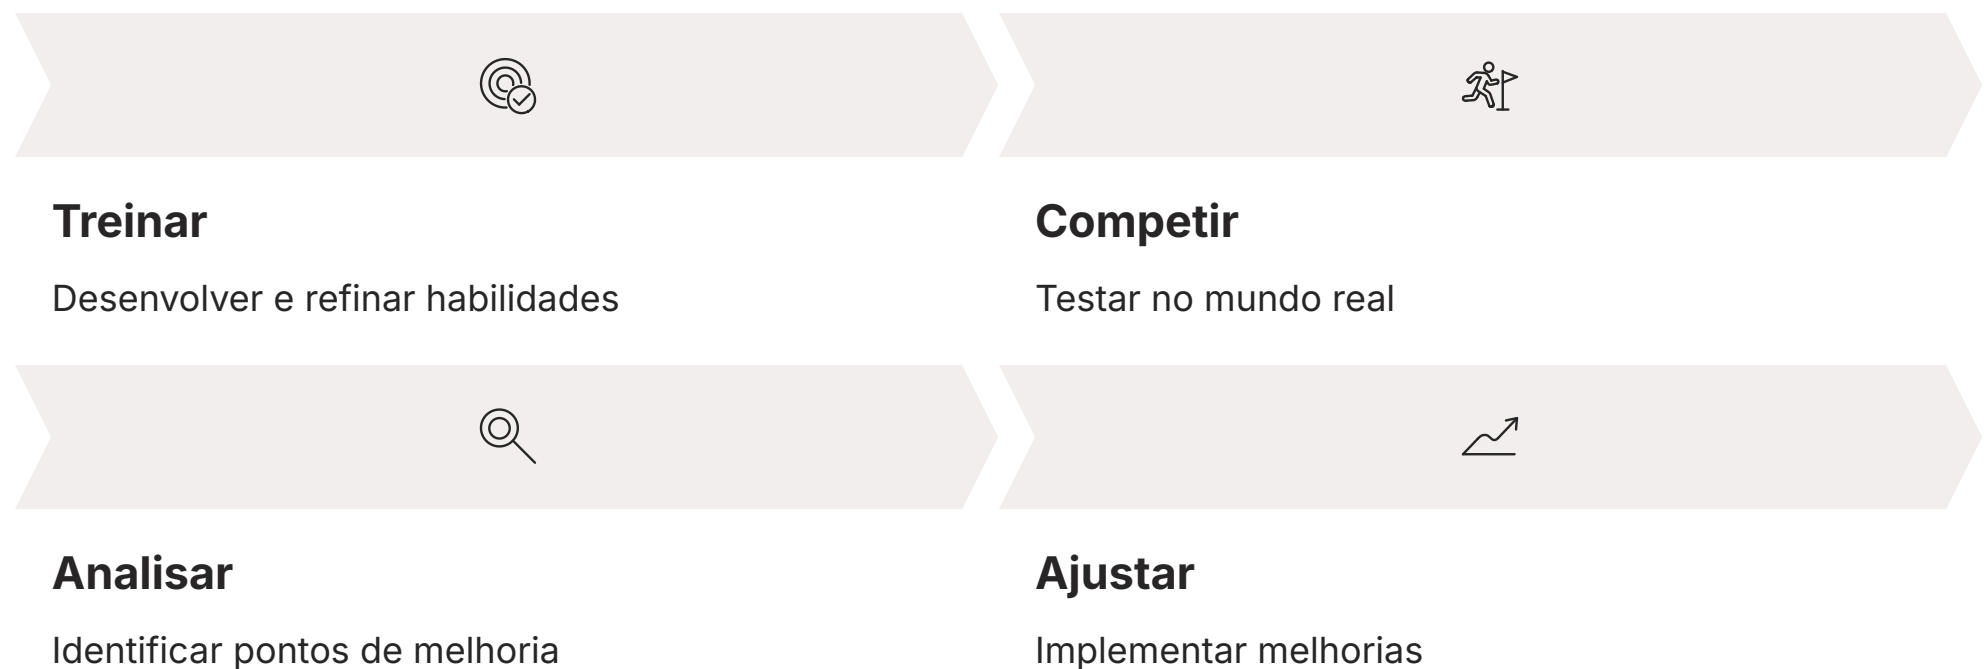 Treinar
Desenvolver e refinar habilidades
Competir
Testar no mundo real
Analisar
Identificar pontos de melhoria
Ajustar
Implementar melhorias